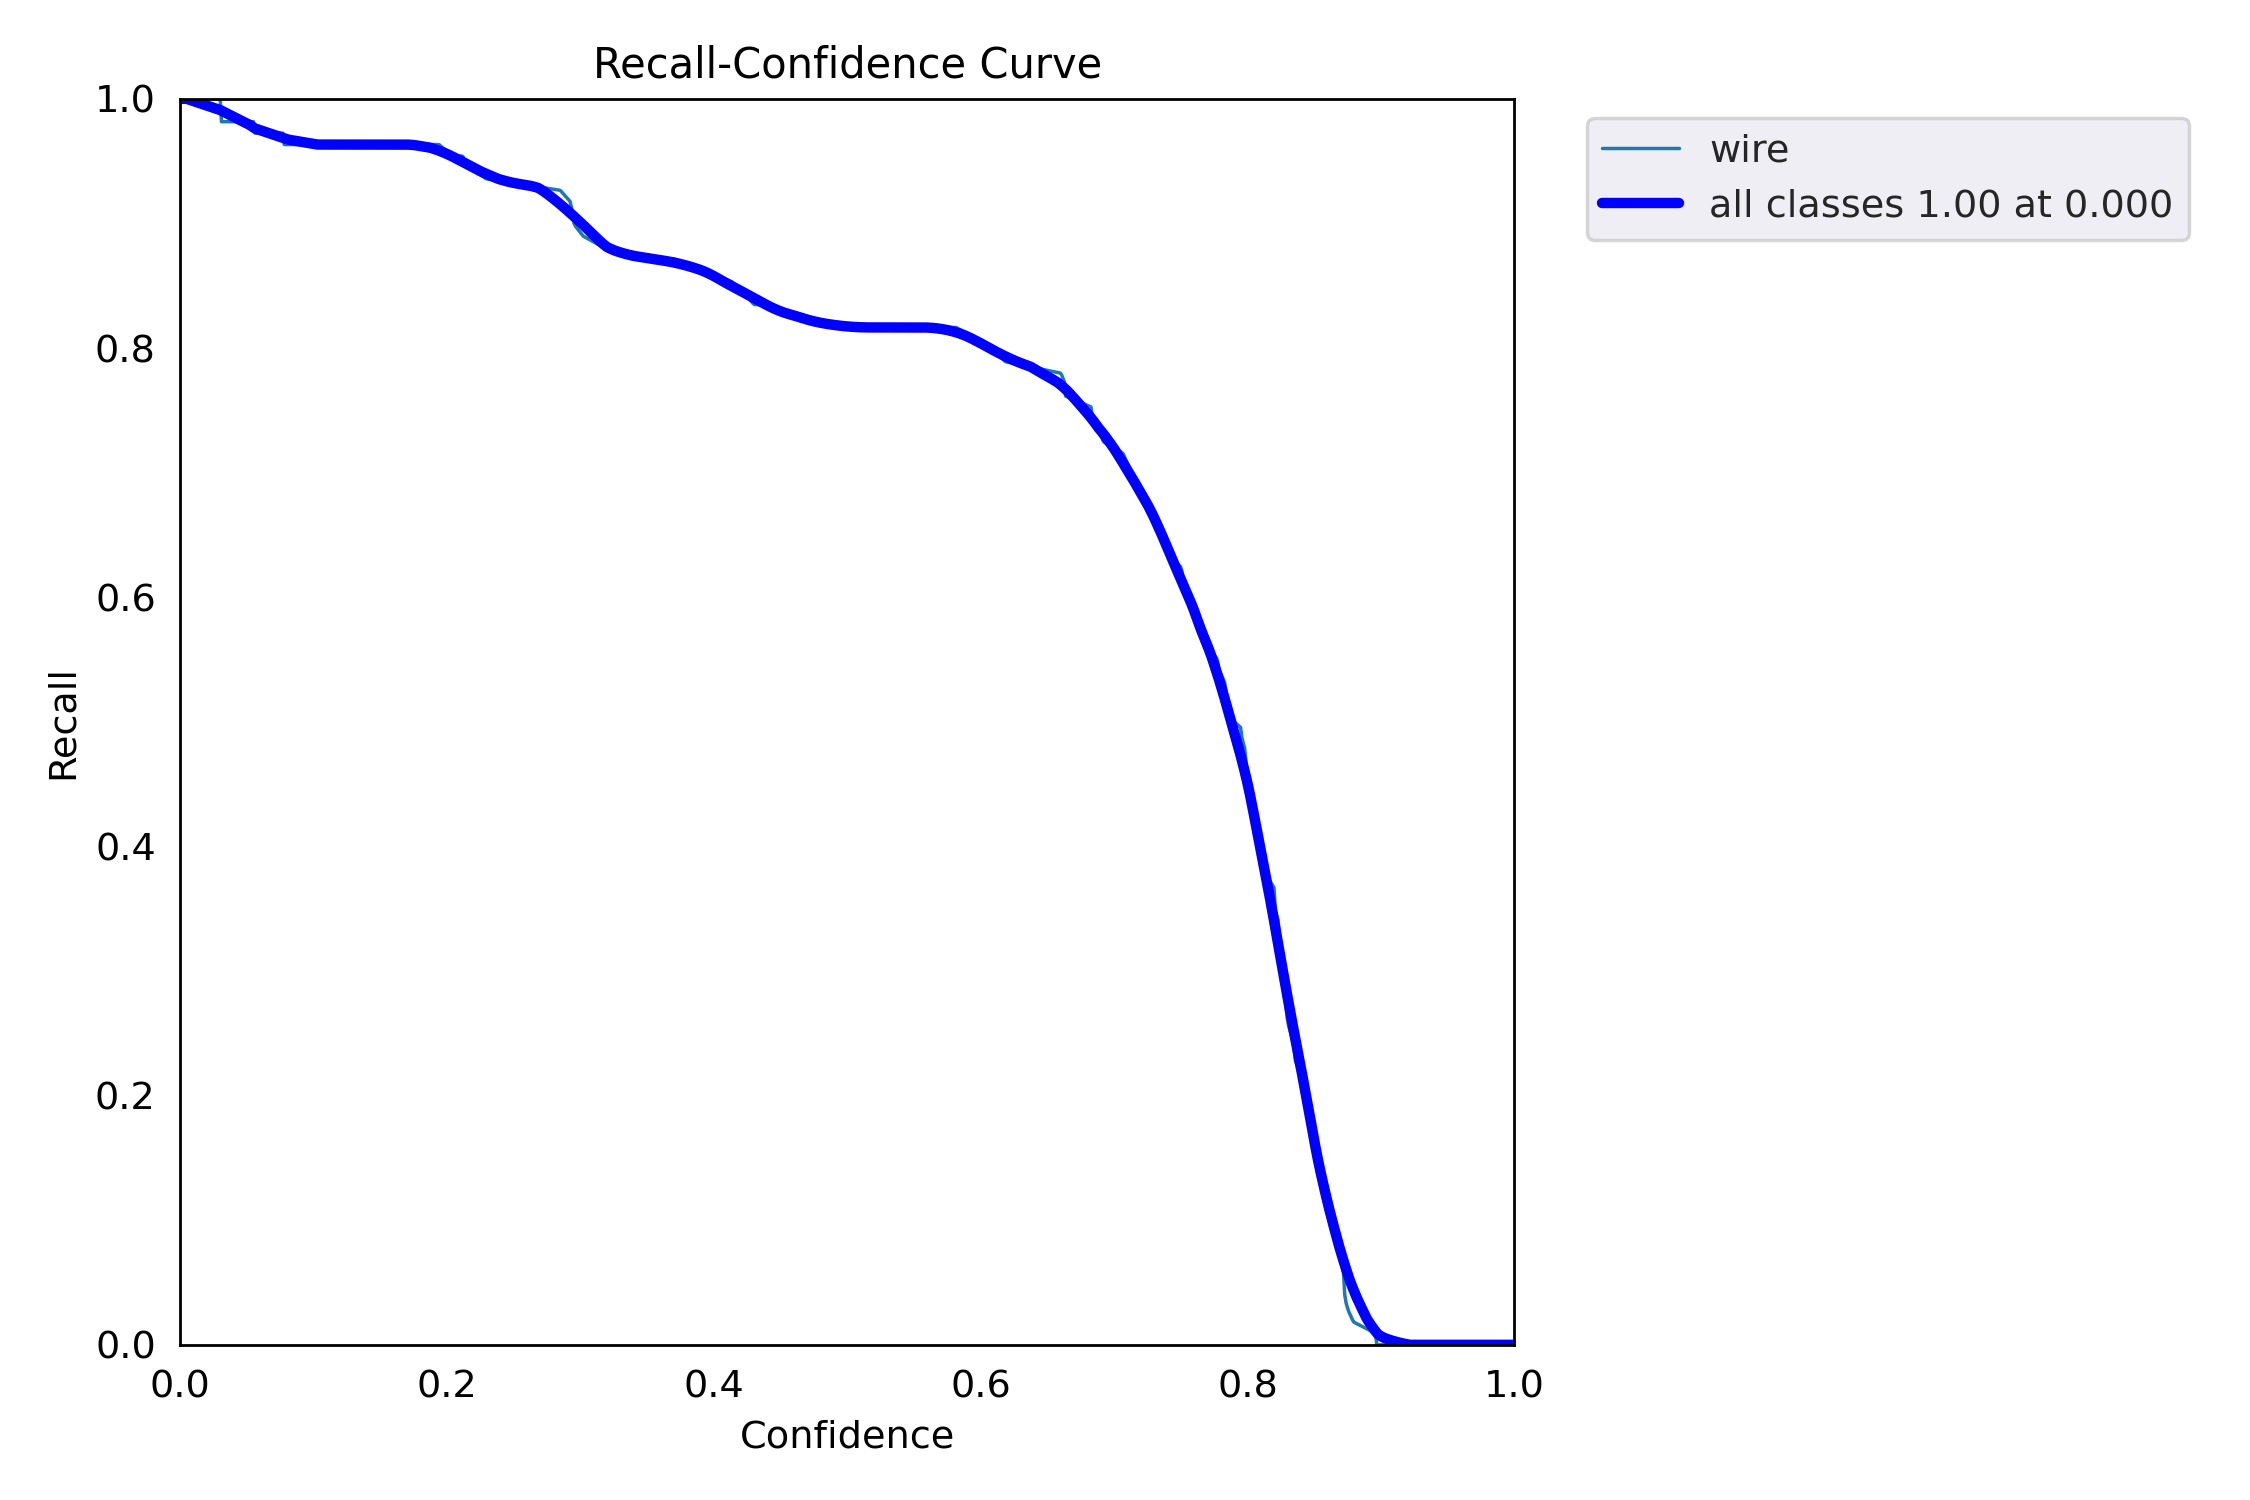 Recall-Confidence Curve
wire
all classes 1.00 at 0.000
1.0
0.8
0.6
0.4
0.2
0.0
Recall
0.0 0.2 0.4 0.6 0.8 1.0
Confidence